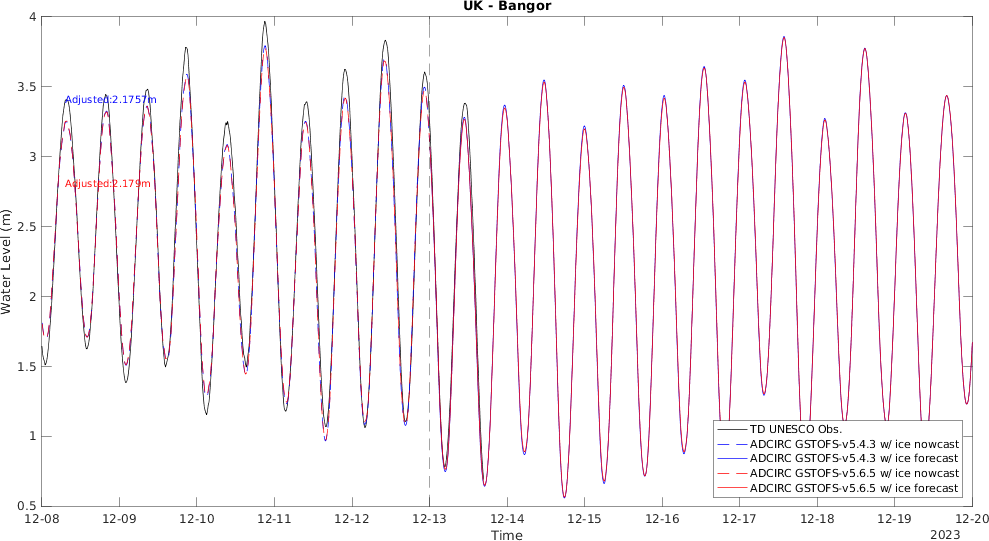 UK - Bangor
Water Level (m)
4
3.5
3
2.5
2
1.5
1
0.5
Adjusted:2.1757m
Adjusted:2.179m
TD UNESCO Obs.
ADCIRC GSTOFS-v5.4.3 w/ ice nowcast
ADCIRC GSTOFS-v5.4.3 w/ ice forecast
ADCIRC GSTOFS-v5.6.5 w/ ice nowcast
ADCIRC GSTOFS-v5.6.5 w/ ice forecast
12-08 12-09 12-10 12-11 12-12 12-13 12-14 12-15 12-16 12-17 12-18 12-19 12-20
Time
2023